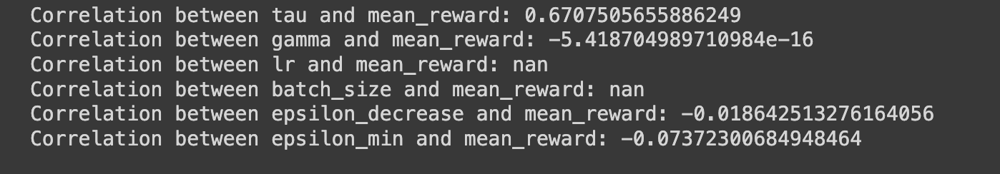 Correlation between tau and mean_reward: 0.6707505655886249
Correlation between gamma and mean_reward: -5.418704989710984e-16
Correlation between lr and mean_reward: nan
Correlation between batch_size and mean_reward: nan
Correlation between epsilon_decrease and mean_reward: -0.018642513276164056
Correlation between epsilon_min and mean_reward: -0.07372300684948464